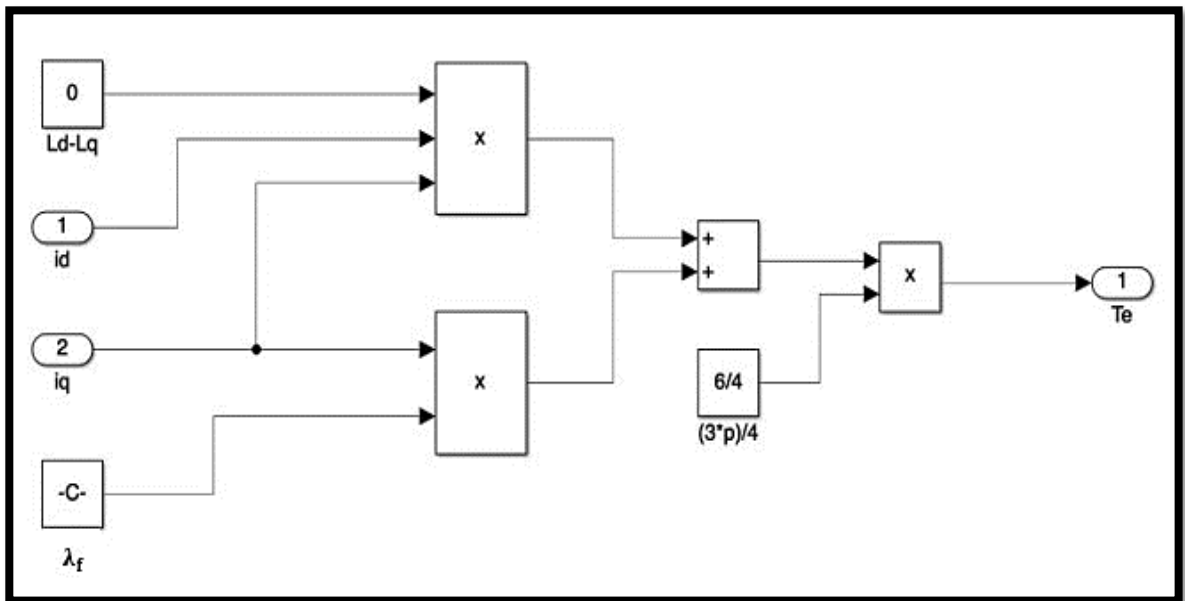 0
Ld-Lq
x
1
id
+
+
x
1
Te
2
iq
x
6/4
(3*p)/4
-C-
λf